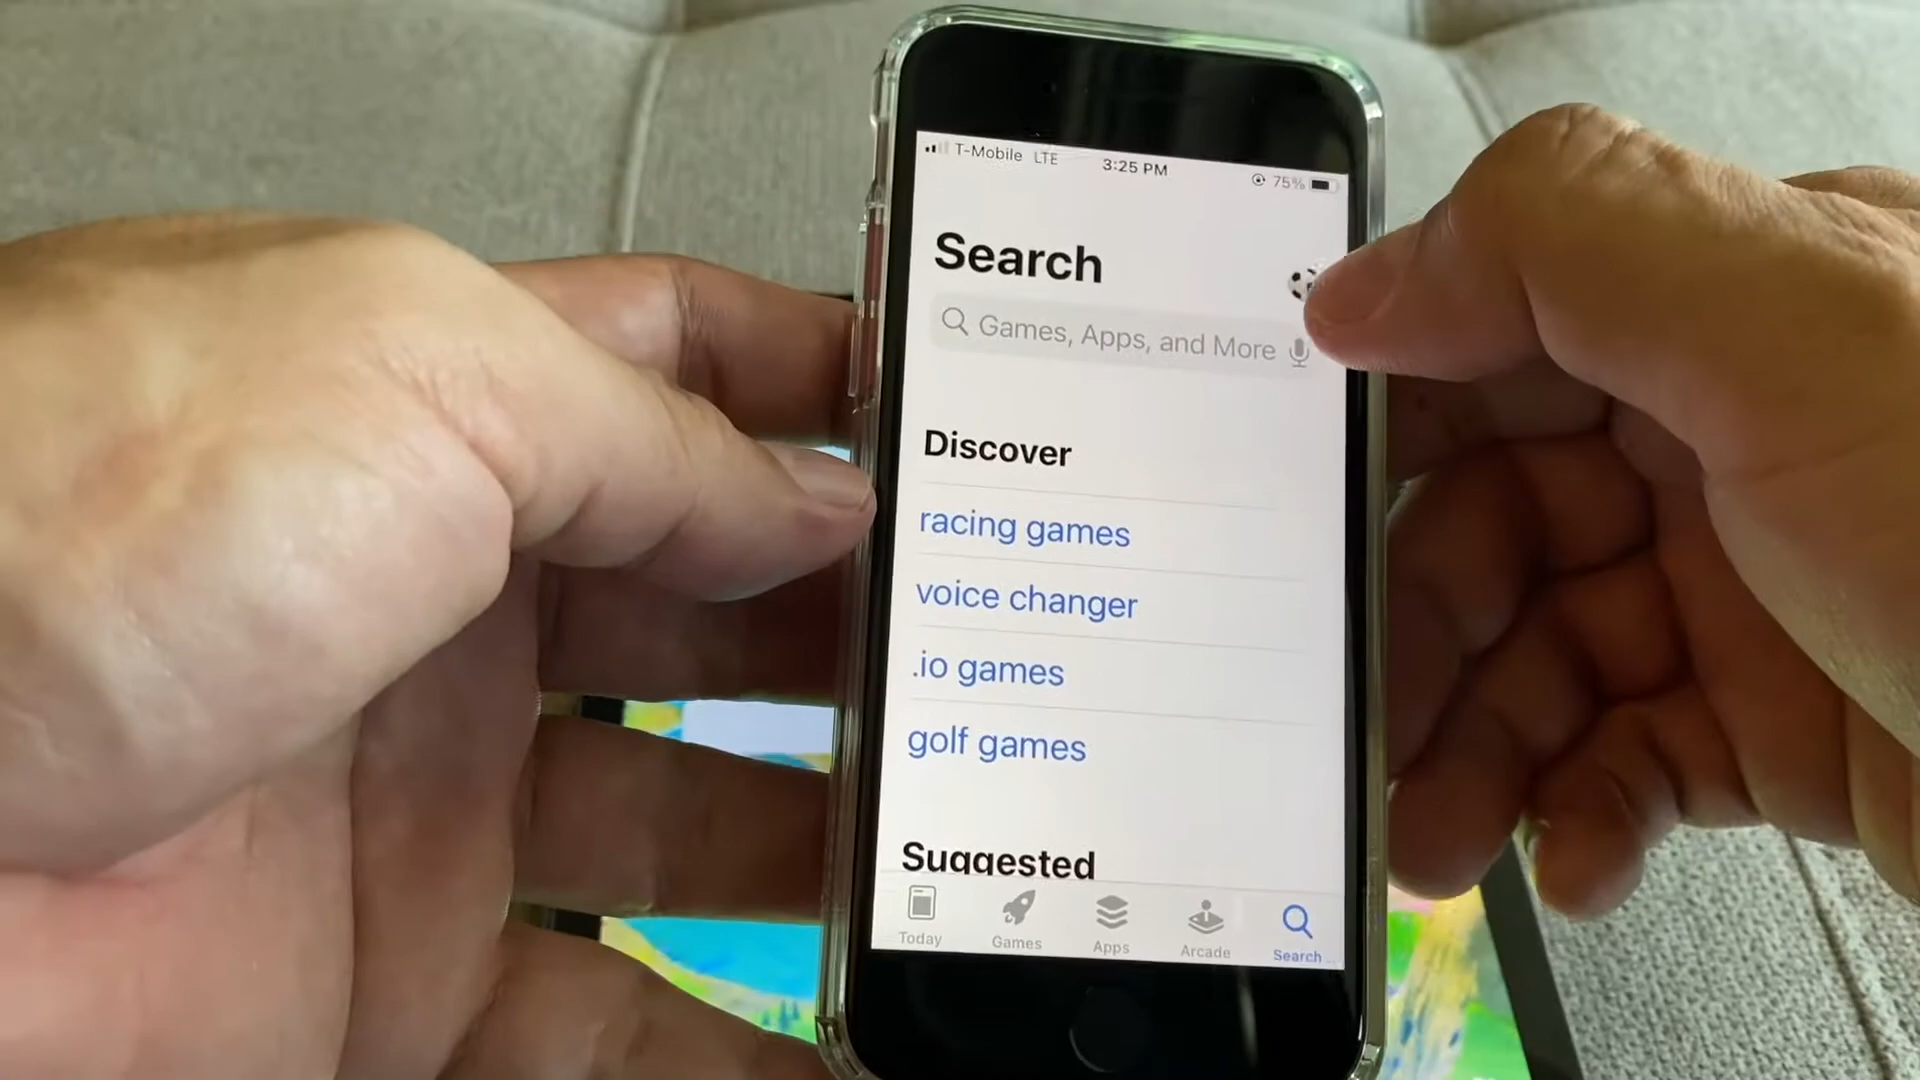 T-Mobile LTE 3:25 PM 75%
Search
Games, Apps, and More
Discover
racing games
voice changer
.io games
golf games
Suggested
Today Games Apps Arcade Search